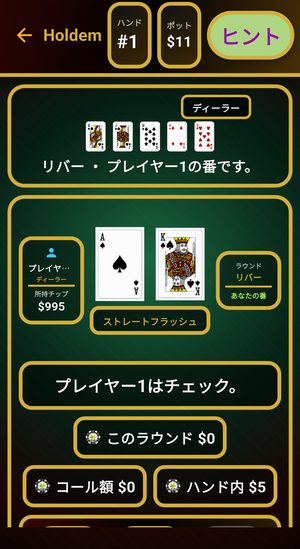 ← Holdem
ハンド
#1
ポット
$11
ヒント
ディーラー
リバー ・ プレイヤー1の番です。
プレイヤ…
ディーラー
所持チップ
$995
A
A
K
K
ストレートフラッシュ
ラウンド
リバー
あなたの番
プレイヤー1はチェック。
このラウンド $0
コール額 $0
ハンド内 $5